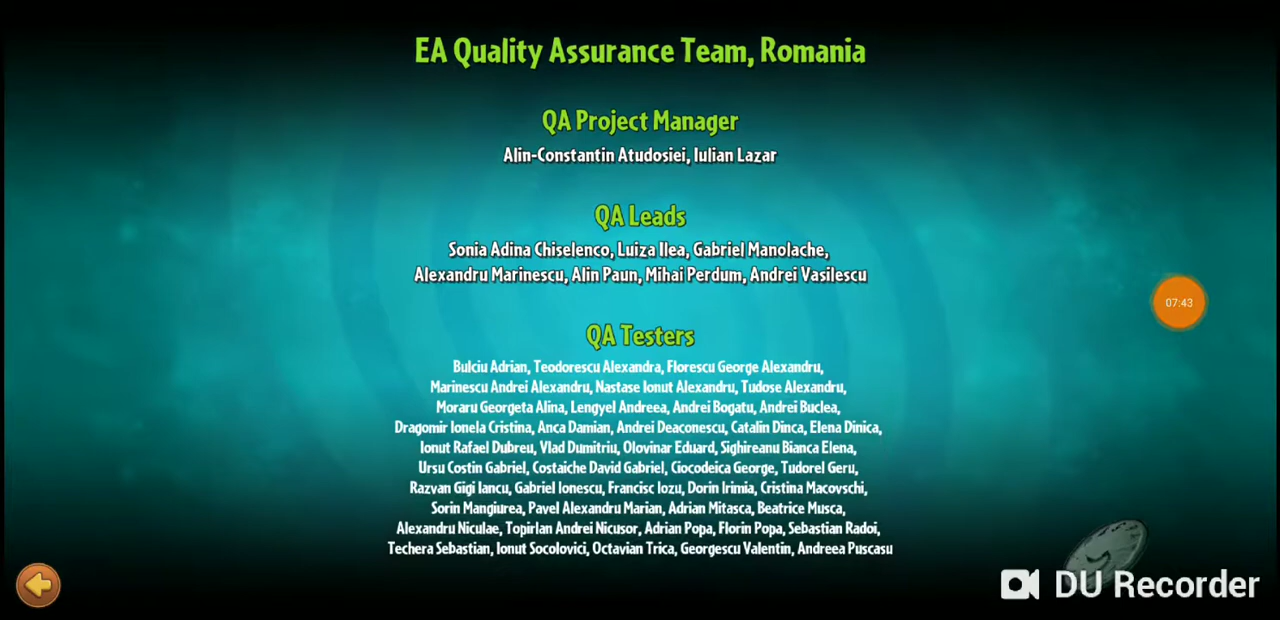 EA Quality Assurance Team, Romania
QA Project Manager
Alin-Constantin Atudosiei, Iulian Lazar
QA Leads
Sonia Adina Chiselenco, Luiza Ilea, Gabriel Manolache,
Alexandru Marinescu, Alin Paun, Mihai Perdum, Andrei Vasilescu
07:43
QA Testers
Bulciu Adrian, Teodorescu Alexandra, Florescu George Alexandru,
Marinescu Andrei Alexandru, Nastase Ionut Alexandru, Tudose Alexandru,
Moraru Georgeta Alina, Lengyel Andreea, Andrei Bogatu, Andrei Buclea,
Dragomir Ionela Cristina, Anca Damian, Andrei Deaconescu, Catalin Dinca, Elena Dinica,
Ionut Rafael Dubreu, Vlad Dumitriu, Olovinar Eduard, Sighireanu Bianca Elena,
Ursu Costin Gabriel, Costaiche David Gabriel, Ciocodeica George, Tudorel Geru,
Razvan Gigi Iancu, Gabriel Ionescu, Francisc Iozu, Dorin Irimia, Cristina Macovschi,
Sorin Mangiurea, Pavel Alexandru Marian, Adrian Mitasca, Beatrice Musca,
Alexandru Niculae, Topirlan Andrei Nicusor, Adrian Popa, Florin Popa, Sebastian Radoi,
Techera Sebastian, Ionut Socolovici, Octavian Trica, Georgescu Valentin, Andreea Puscasu
DU Recorder